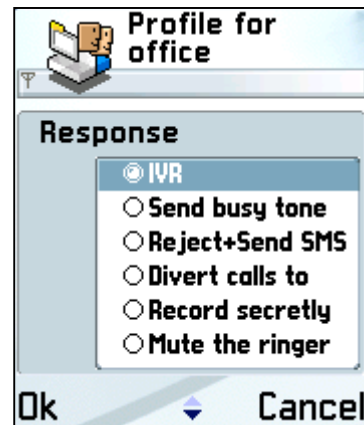 Profile for
office
Response
IVR
Send busy tone
Reject+Send SMS
Divert calls to
Record secretly
Mute the ringer
Ok Cancel